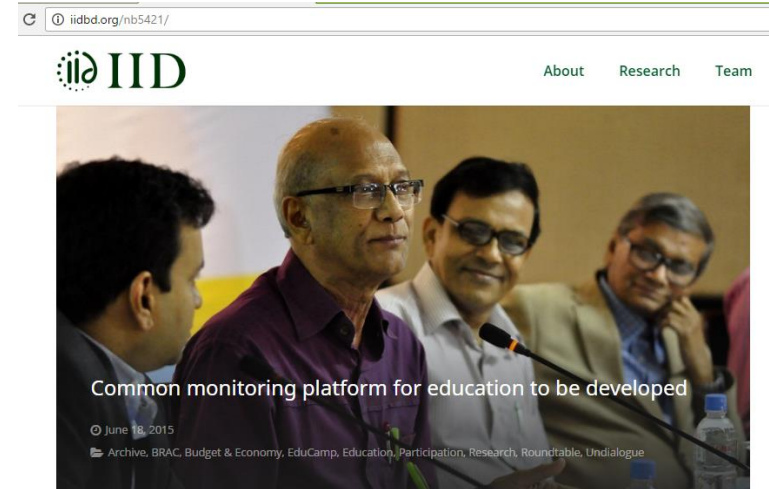 iidbd.org/nb5421/
iid IID
About Research Team
Common monitoring platform for education to be developed
June 18, 2015
Archive, BRAC, Budget & Economy, EduCamp, Education, Participation, Research, Roundtable, Undialogue